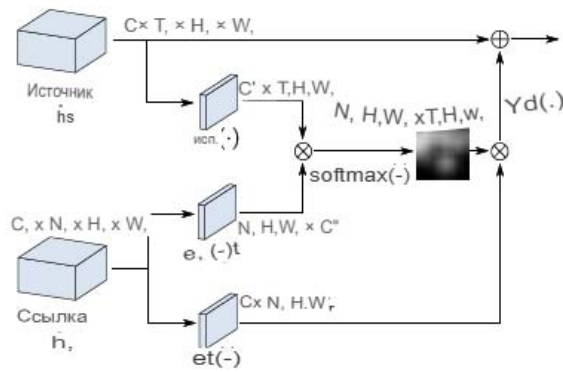 C× T, × H, × W,
Источник
hs
C' x T,H,W,
исп. (·)
N, H,W, xT,H,w,
Yd(.)
softmax(-)
C, x N, x H, x W,
N, H,W, × C"
e, (-)t
Ссылка
h,
Cx N, H.W,
et(-)